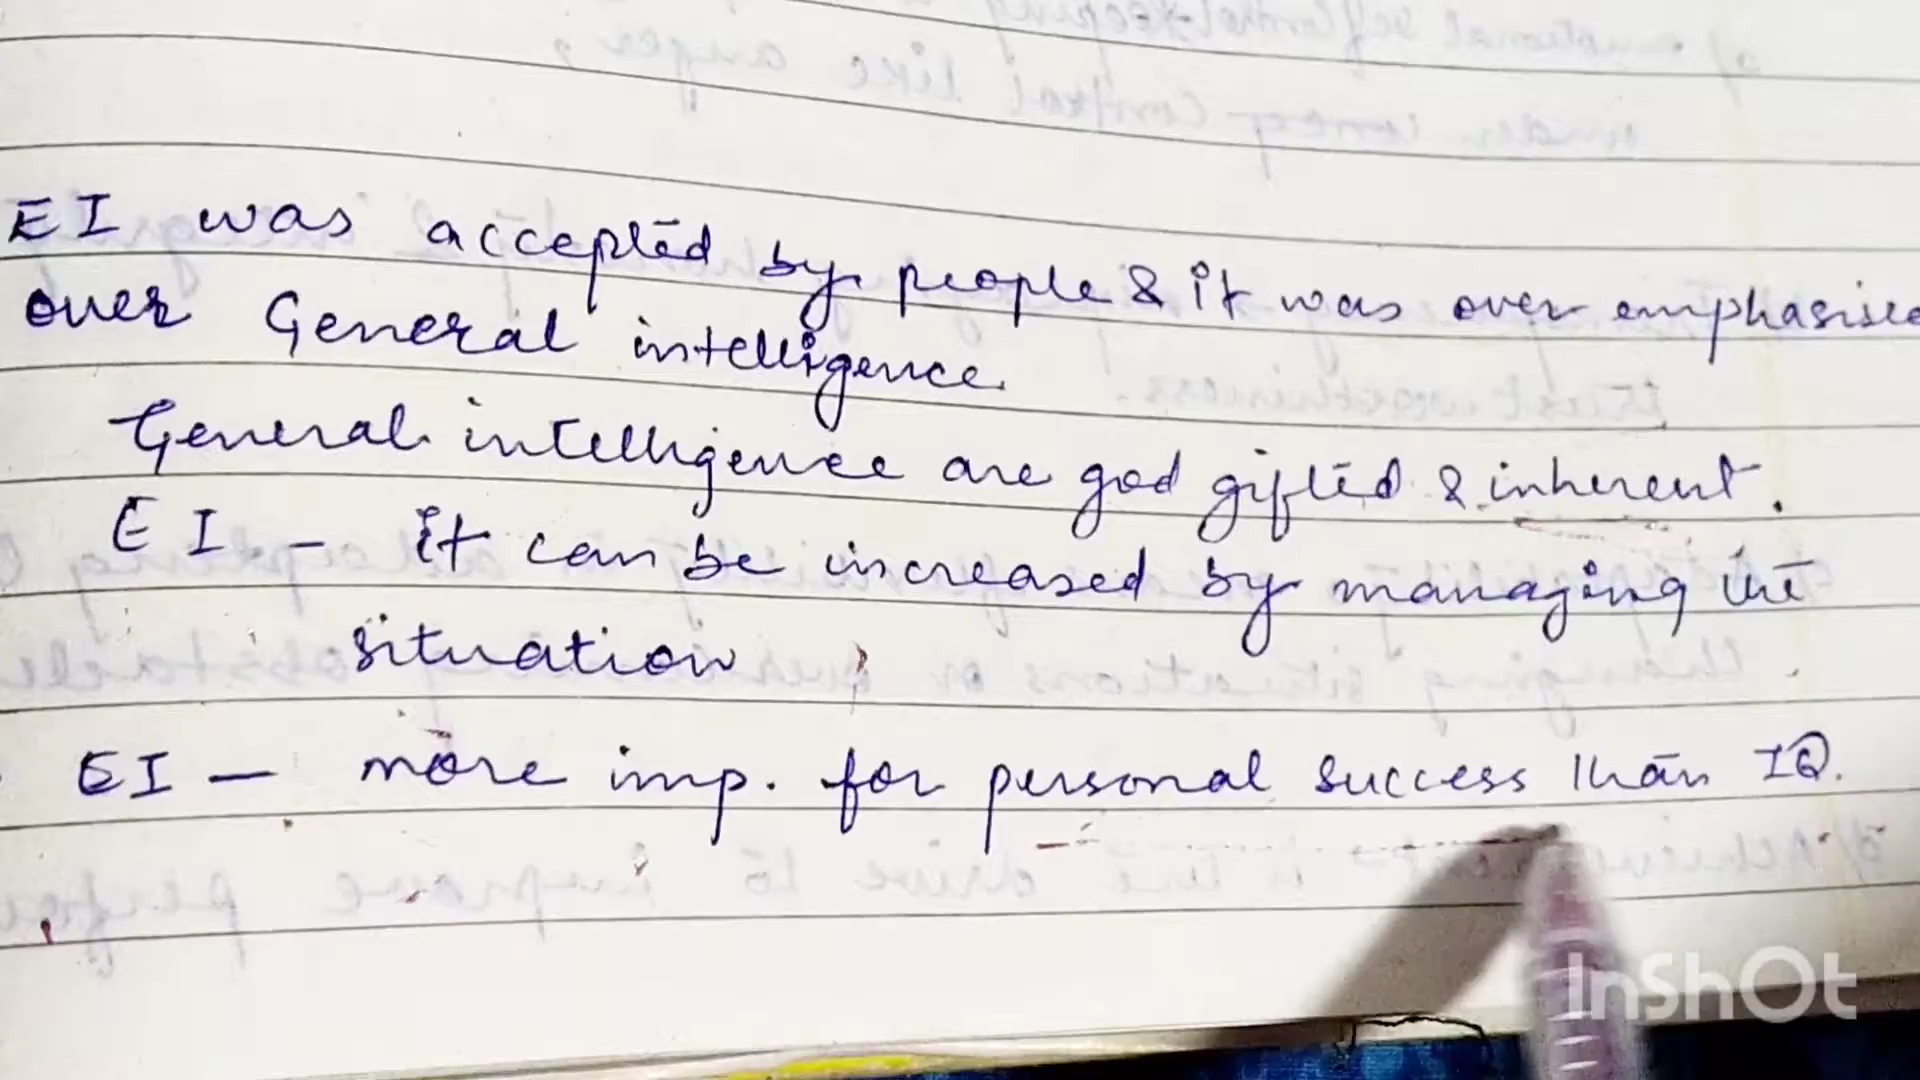 EI was accepted by people & it was over emphasised
over General intelligence.
General intelligence are god gifted & inherent.
EI - It can be increased by managing the
situation
EI - more imp. for personal success than IQ.
InShOt